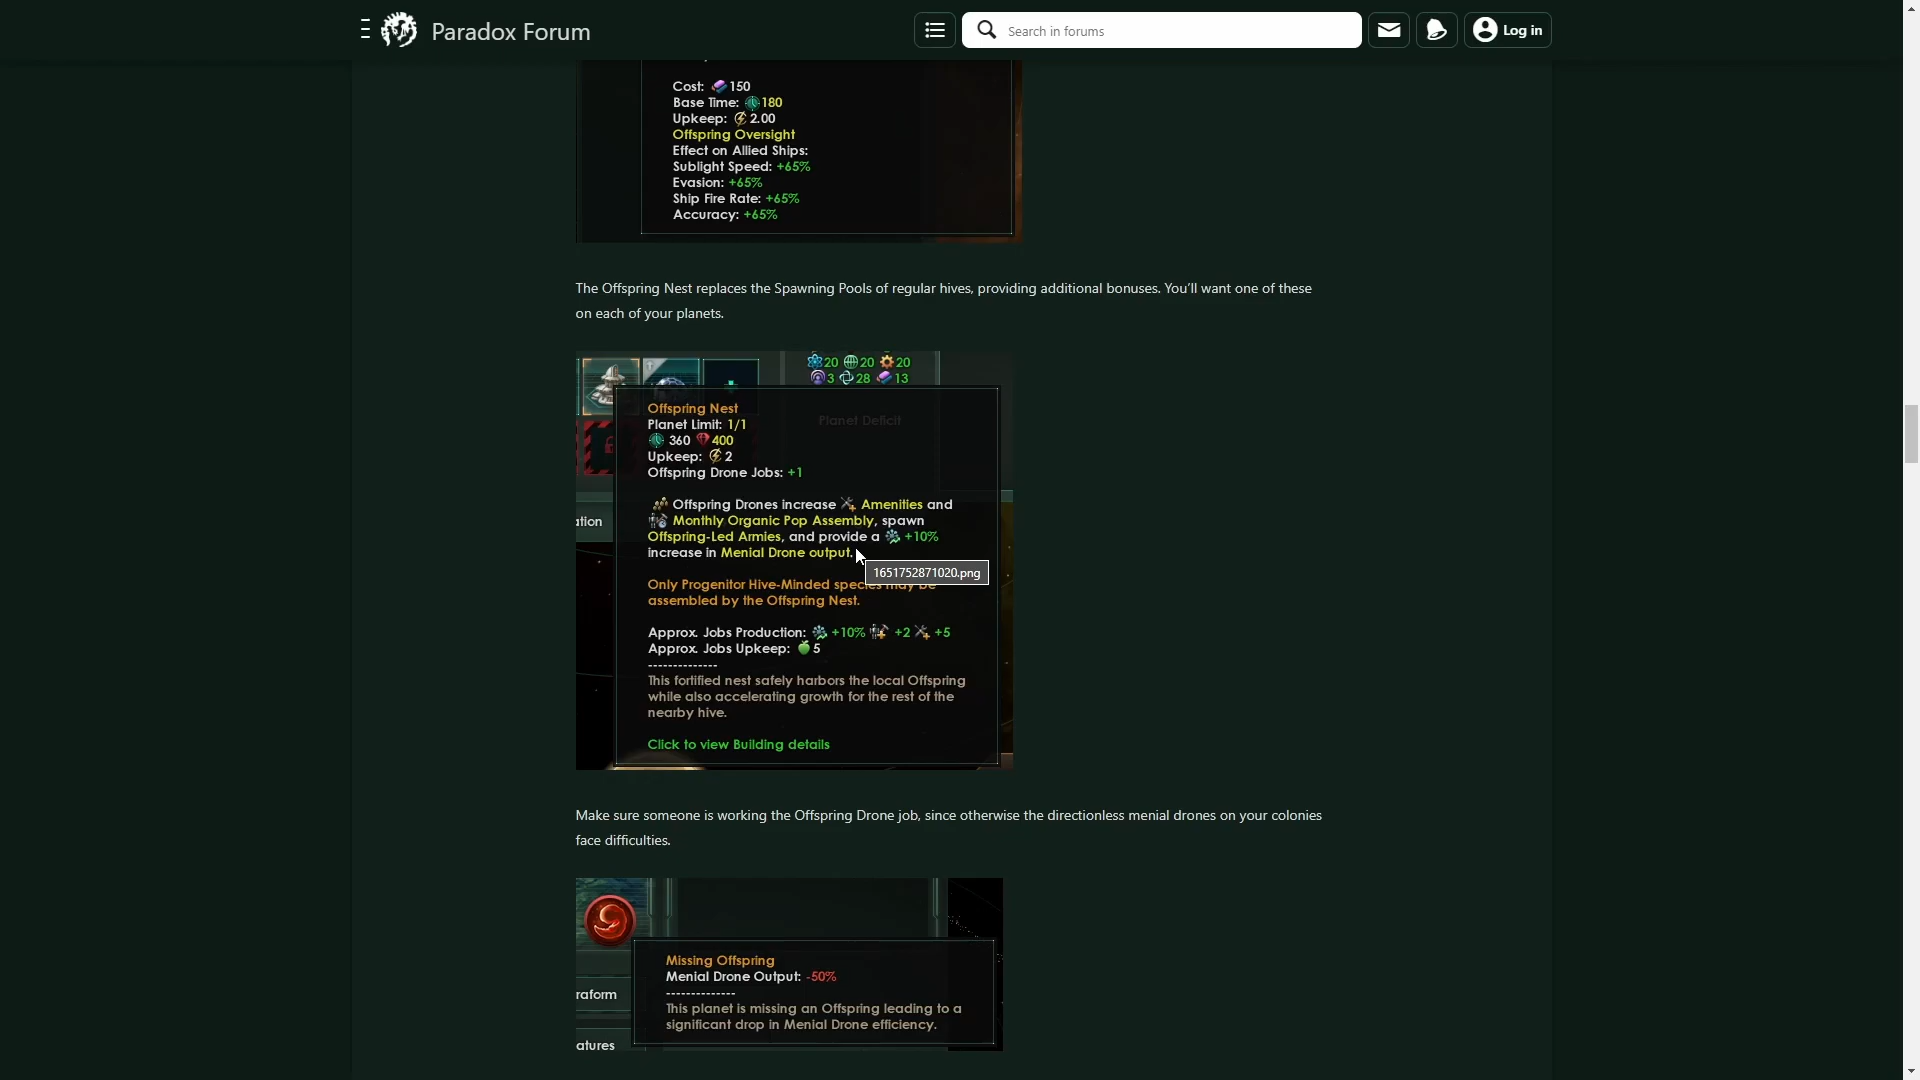 Paradox Forum
Search in forums
Log in
Cost: 150
Base Time: 180
Upkeep: 2.00
Offspring Oversight
Effect on Allied Ships:
Sublight Speed: +65%
Evasion: +65%
Ship Fire Rate: +65%
Accuracy: +65%
The Offspring Nest replaces the Spawning Pools of regular hives, providing additional bonuses. You'll want one of these
on each of your planets.
20 20 20
3 28 13
Planet Deficit
Offspring Nest
Planet Limit: 1/1
360 400
Upkeep: 2
Offspring Drone Jobs: +1
ation
Offspring Drones increase Amenities and
Monthly Organic Pop Assembly, spawn
Offspring-Led Armies, and provide a +10%
increase in Menial Drone output.
1651752871020.png
Only Progenitor Hive-Minded species may be
assembled by the Offspring Nest.
Approx. Jobs Production: +10% +2 +5
Approx. Jobs Upkeep: 5
--------------
This fortified nest safely harbors the local Offspring
while also accelerating growth for the rest of the
nearby hive.
Click to view Building details
Make sure someone is working the Offspring Drone job, since otherwise the directionless menial drones on your colonies
face difficulties.
Missing Offspring
Menial Drone Output: -50%
--------------
raform
This planet is missing an Offspring leading to a
significant drop in Menial Drone efficiency.
atures